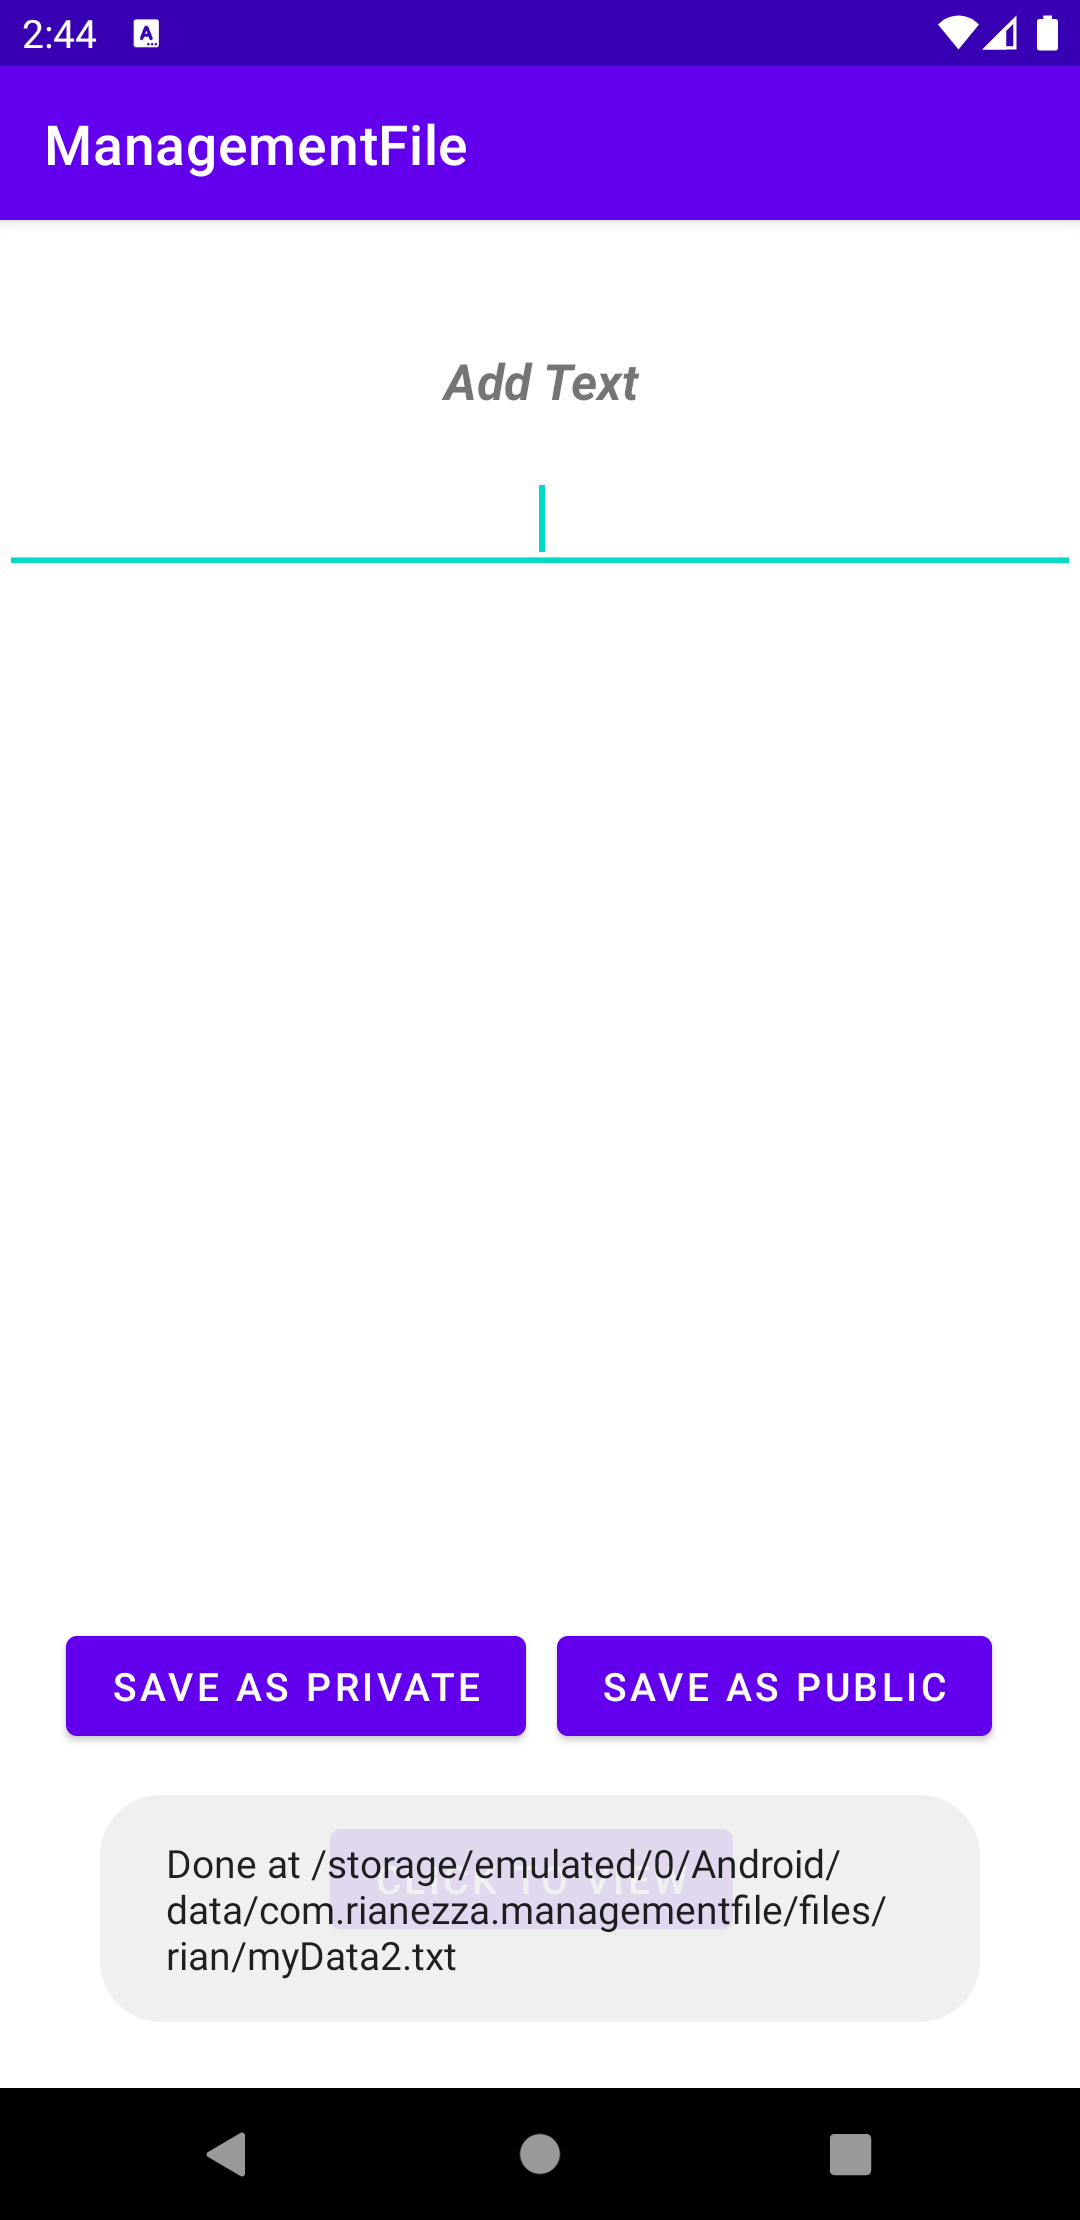 2:44
ManagementFile
Add Text
SAVE AS PRIVATE
SAVE AS PUBLIC
CLICK TO VIEW
Done at /storage/emulated/0/Android/
data/com.rianezza.managementfile/files/
rian/myData2.txt